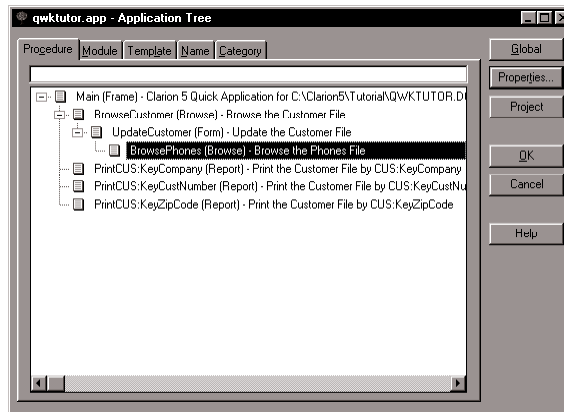 qwktutor.app - Application Tree
Procedure Module Template Name Category
Main (Frame) - Clarion 5 Quick Application for C:\Clarion5\Tutorial\QWKTUTOR.D
BrowseCustomer (Browse) - Browse the Customer File
UpdateCustomer (Form) - Update the Customer File
BrowsePhones (Browse) - Browse the Phones File
PrintCUS:KeyCompany (Report) - Print the Customer File by CUS:KeyCompany
PrintCUS:KeyCustNumber (Report) - Print the Customer File by CUS:KeyCustNu
PrintCUS:KeyZipCode (Report) - Print the Customer File by CUS:KeyZipCode
Global
Properties...
Project
OK
Cancel
Help